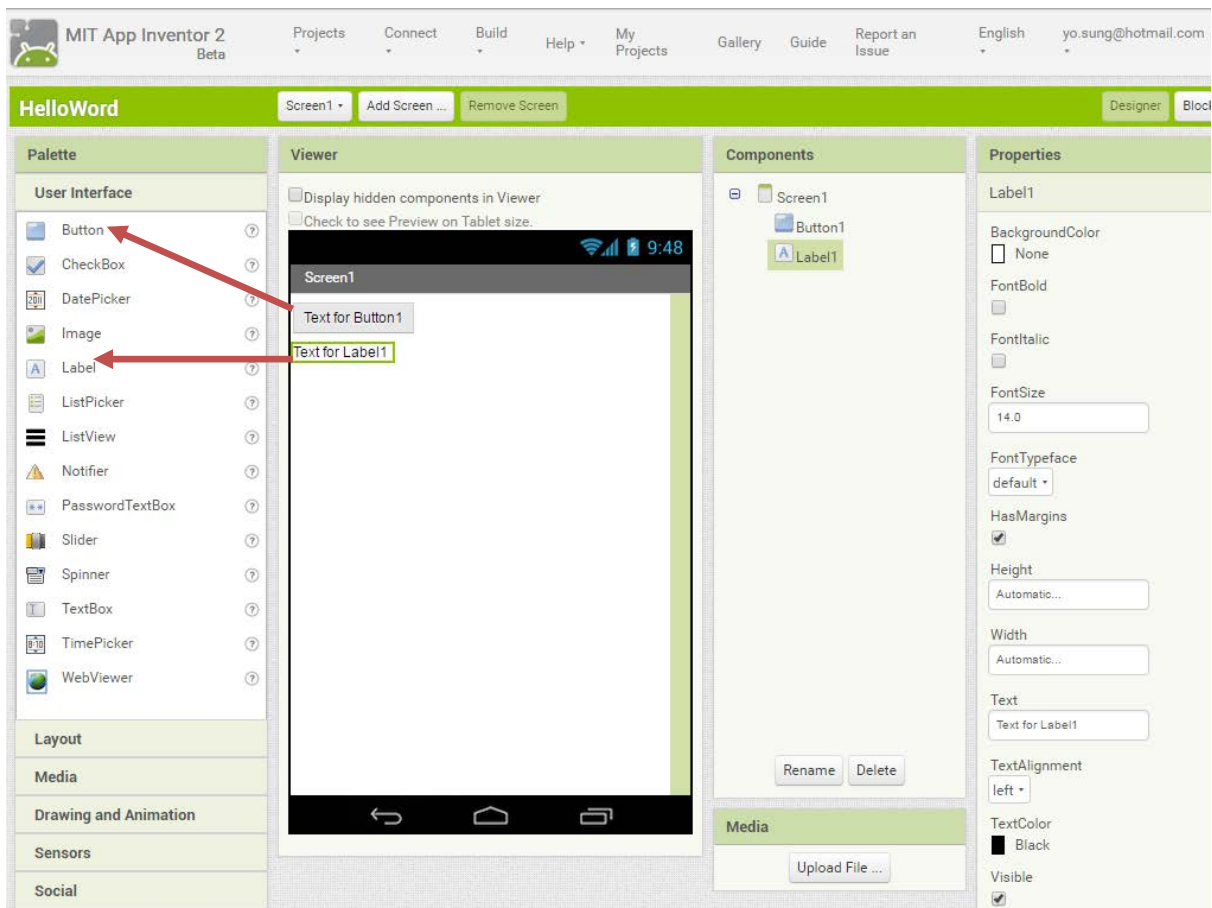 MIT App Inventor 2
Beta
Projects
Connect
Build
Help
My
Projects
Gallery
Guide
Report an
Issue
English
yo.sung@hotmail.com
HelloWord
Screen1
Add Screen ...
Remove Screen
Designer
Block
Palette
User Interface
Button
?
CheckBox
?
DatePicker
?
Image
?
Label
?
ListPicker
?
ListView
?
Notifier
?
PasswordTextBox
?
Slider
?
Spinner
?
TextBox
?
TimePicker
?
WebViewer
?
Layout
Media
Drawing and Animation
Sensors
Social
Viewer
Display hidden components in Viewer
Check to see Preview on Tablet size.
9:48
Screen1
Text for Button1
Text for Label1
Components
Screen1
Button1
A Label1
Rename
Delete
Media
Upload File ...
Properties
Label1
BackgroundColor
None
FontBold
FontItalic
FontSize
14.0
FontTypeface
default
HasMargins
Height
Automatic...
Width
Automatic...
Text
Text for Label1
TextAlignment
left
TextColor
Black
Visible